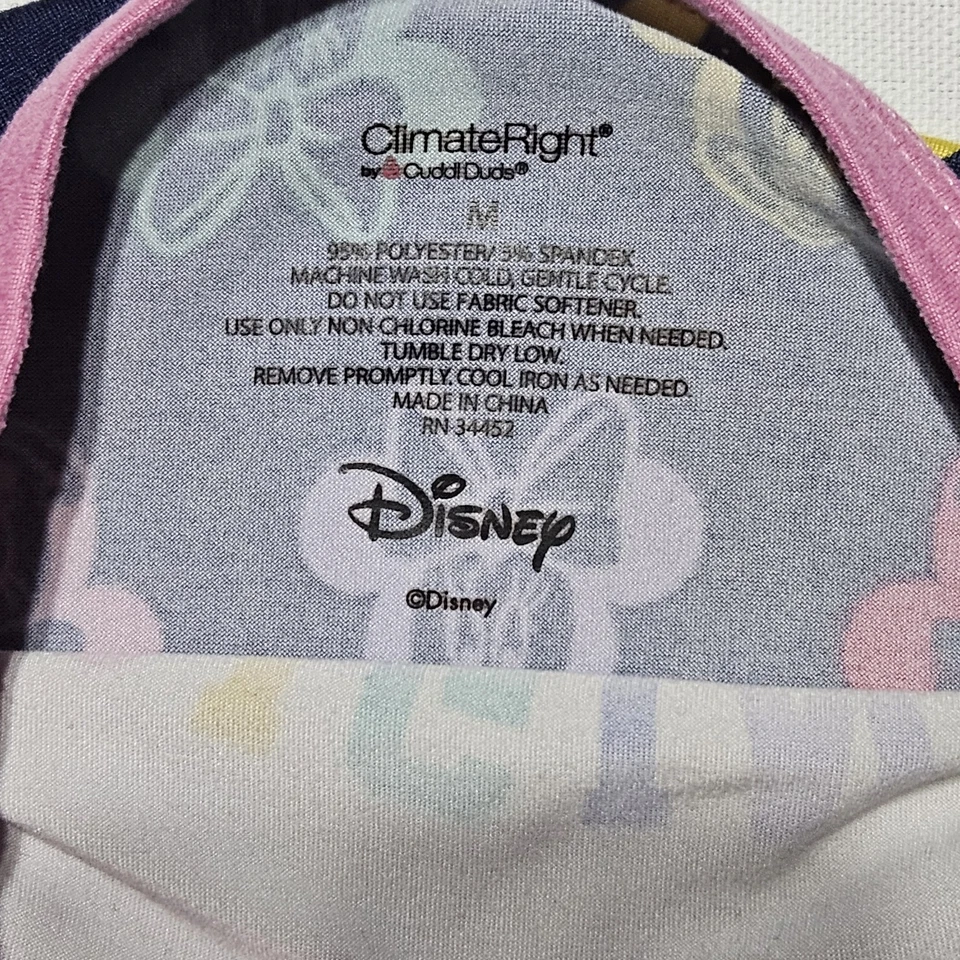 ClimateRight®
by CuddlDuds®
M
95% POLYESTER/ 5% SPANDEX
MACHINE WASH COLD, GENTLE CYCLE.
DO NOT USE FABRIC SOFTENER.
USE ONLY NON CHLORINE BLEACH WHEN NEEDED.
TUMBLE DRY LOW.
REMOVE PROMPTLY. COOL IRON AS NEEDED.
MADE IN CHINA
RN 34452
Disney
©Disney